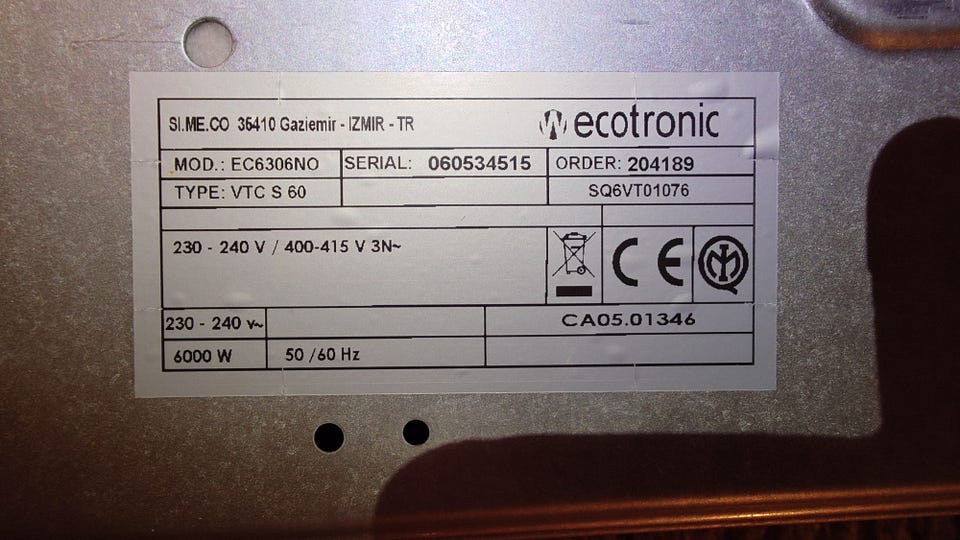 SI.ME.CO 35410 Gaziemir - IZMIR - TR
ecotronic
MOD.: EC6306NO
SERIAL: 060534515
ORDER: 204189
TYPE: VTC S 60
SQ6VT01076
230 - 240 V / 400-415 V 3N~
CE
230 - 240 V~
CA05.01346
6000 W
50 /60 Hz